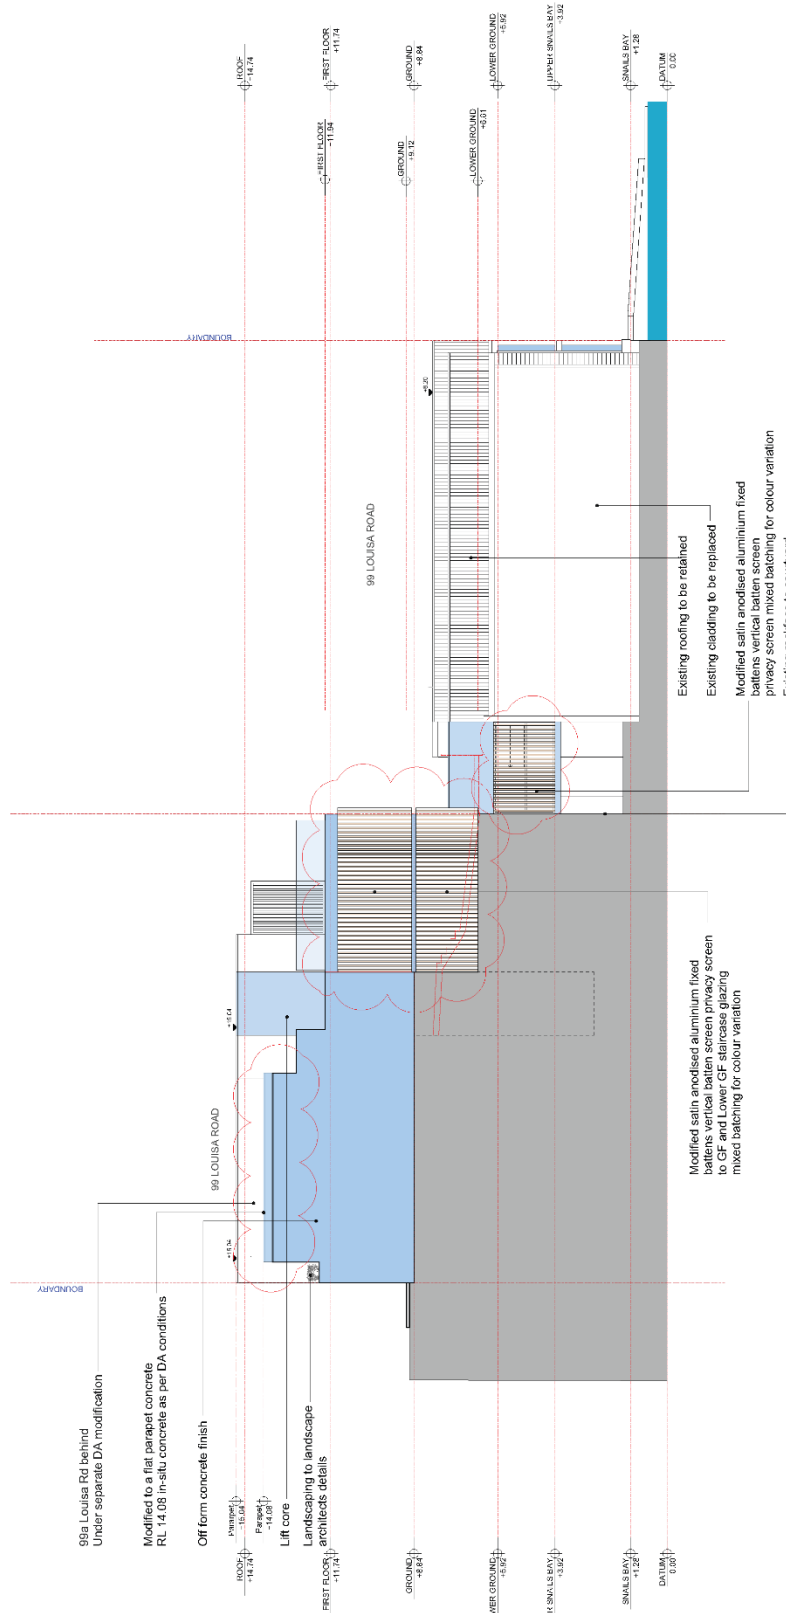 ROOF
+14.74
FIRST FLOOR
+11.74
GROUND
+8.84
LOWER GROUND
+5.92
UPPER SNAILS BAY
+3.92
SNAILS BAY
+1.28
DATUM
0.00
FIRST FLOOR
+11.94
GROUND
+9.12
LOWER GROUND
+6.61
BOUNDARY
+8.20
99 LOUISA ROAD
Existing roofing to be retained
Existing cladding to be replaced
Modified satin anodised aluminium fixed
battens vertical batten screen
privacy screen mixed batching for colour variation
Modified satin anodised aluminium fixed
battens vertical batten screen privacy screen
to GF and Lower GF staircase glazing
mixed batching for colour variation
+15.04
99 LOUISA ROAD
+15.04
BOUNDARY
99a Louisa Rd behind
Under separate DA modification
Modified to a flat parapet concrete
RL 14.08 in-situ concrete as per DA conditions
Off form concrete finish
Lift core
Landscaping to landscape
architects details
Parapet
+15.04
Parapet
+14.08
ROOF
+14.74
FIRST FLOOR
+11.74
GROUND
+8.84
WER GROUND
+5.92
R SNAILS BAY
+3.92
SNAILS BAY
+1.28
DATUM
0.00